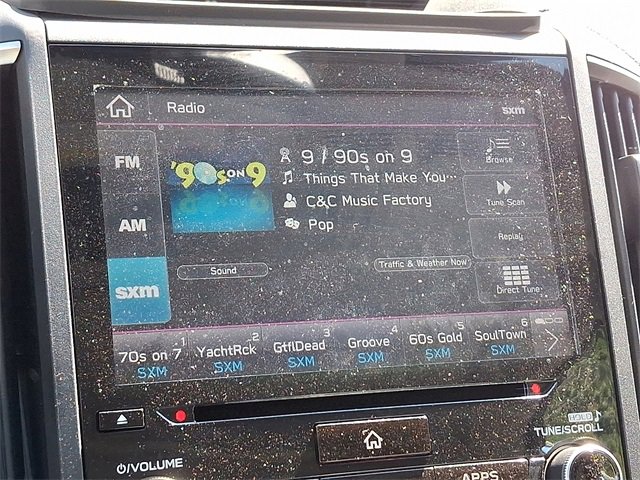 Radio
sxm
FM
AM
sxm
'90s ON 9
9 / 90s on 9
Things That Make You...
C&C Music Factory
Pop
Sound
Traffic & Weather Now
Browse
Tune Scan
Replay
Direct Tune
1
70s on 7
SXM
2
YachtRck
SXM
3
GtflDead
SXM
4
Groove
SXM
5
60s Gold
SXM
6
SoulTown
SXM
HOLD
TUNE/SCROLL
/VOLUME
APPS